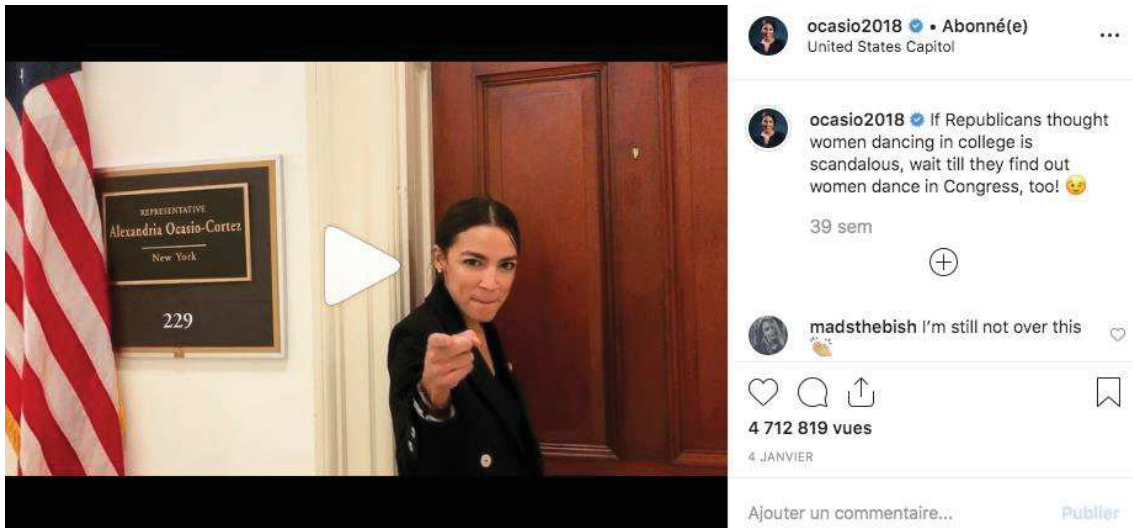 REPRESENTATIVE
Alexandria Ocasio-Cortez
New York
229
ocasio2018 • Abonné(e)
United States Capitol
ocasio2018 If Republicans thought
women dancing in college is
scandalous, wait till they find out
women dance in Congress, too! 😉
39 sem
madsthebish I'm still not over this
👏🏼
4 712 819 vues
4 JANVIER
Ajouter un commentaire...
Publier